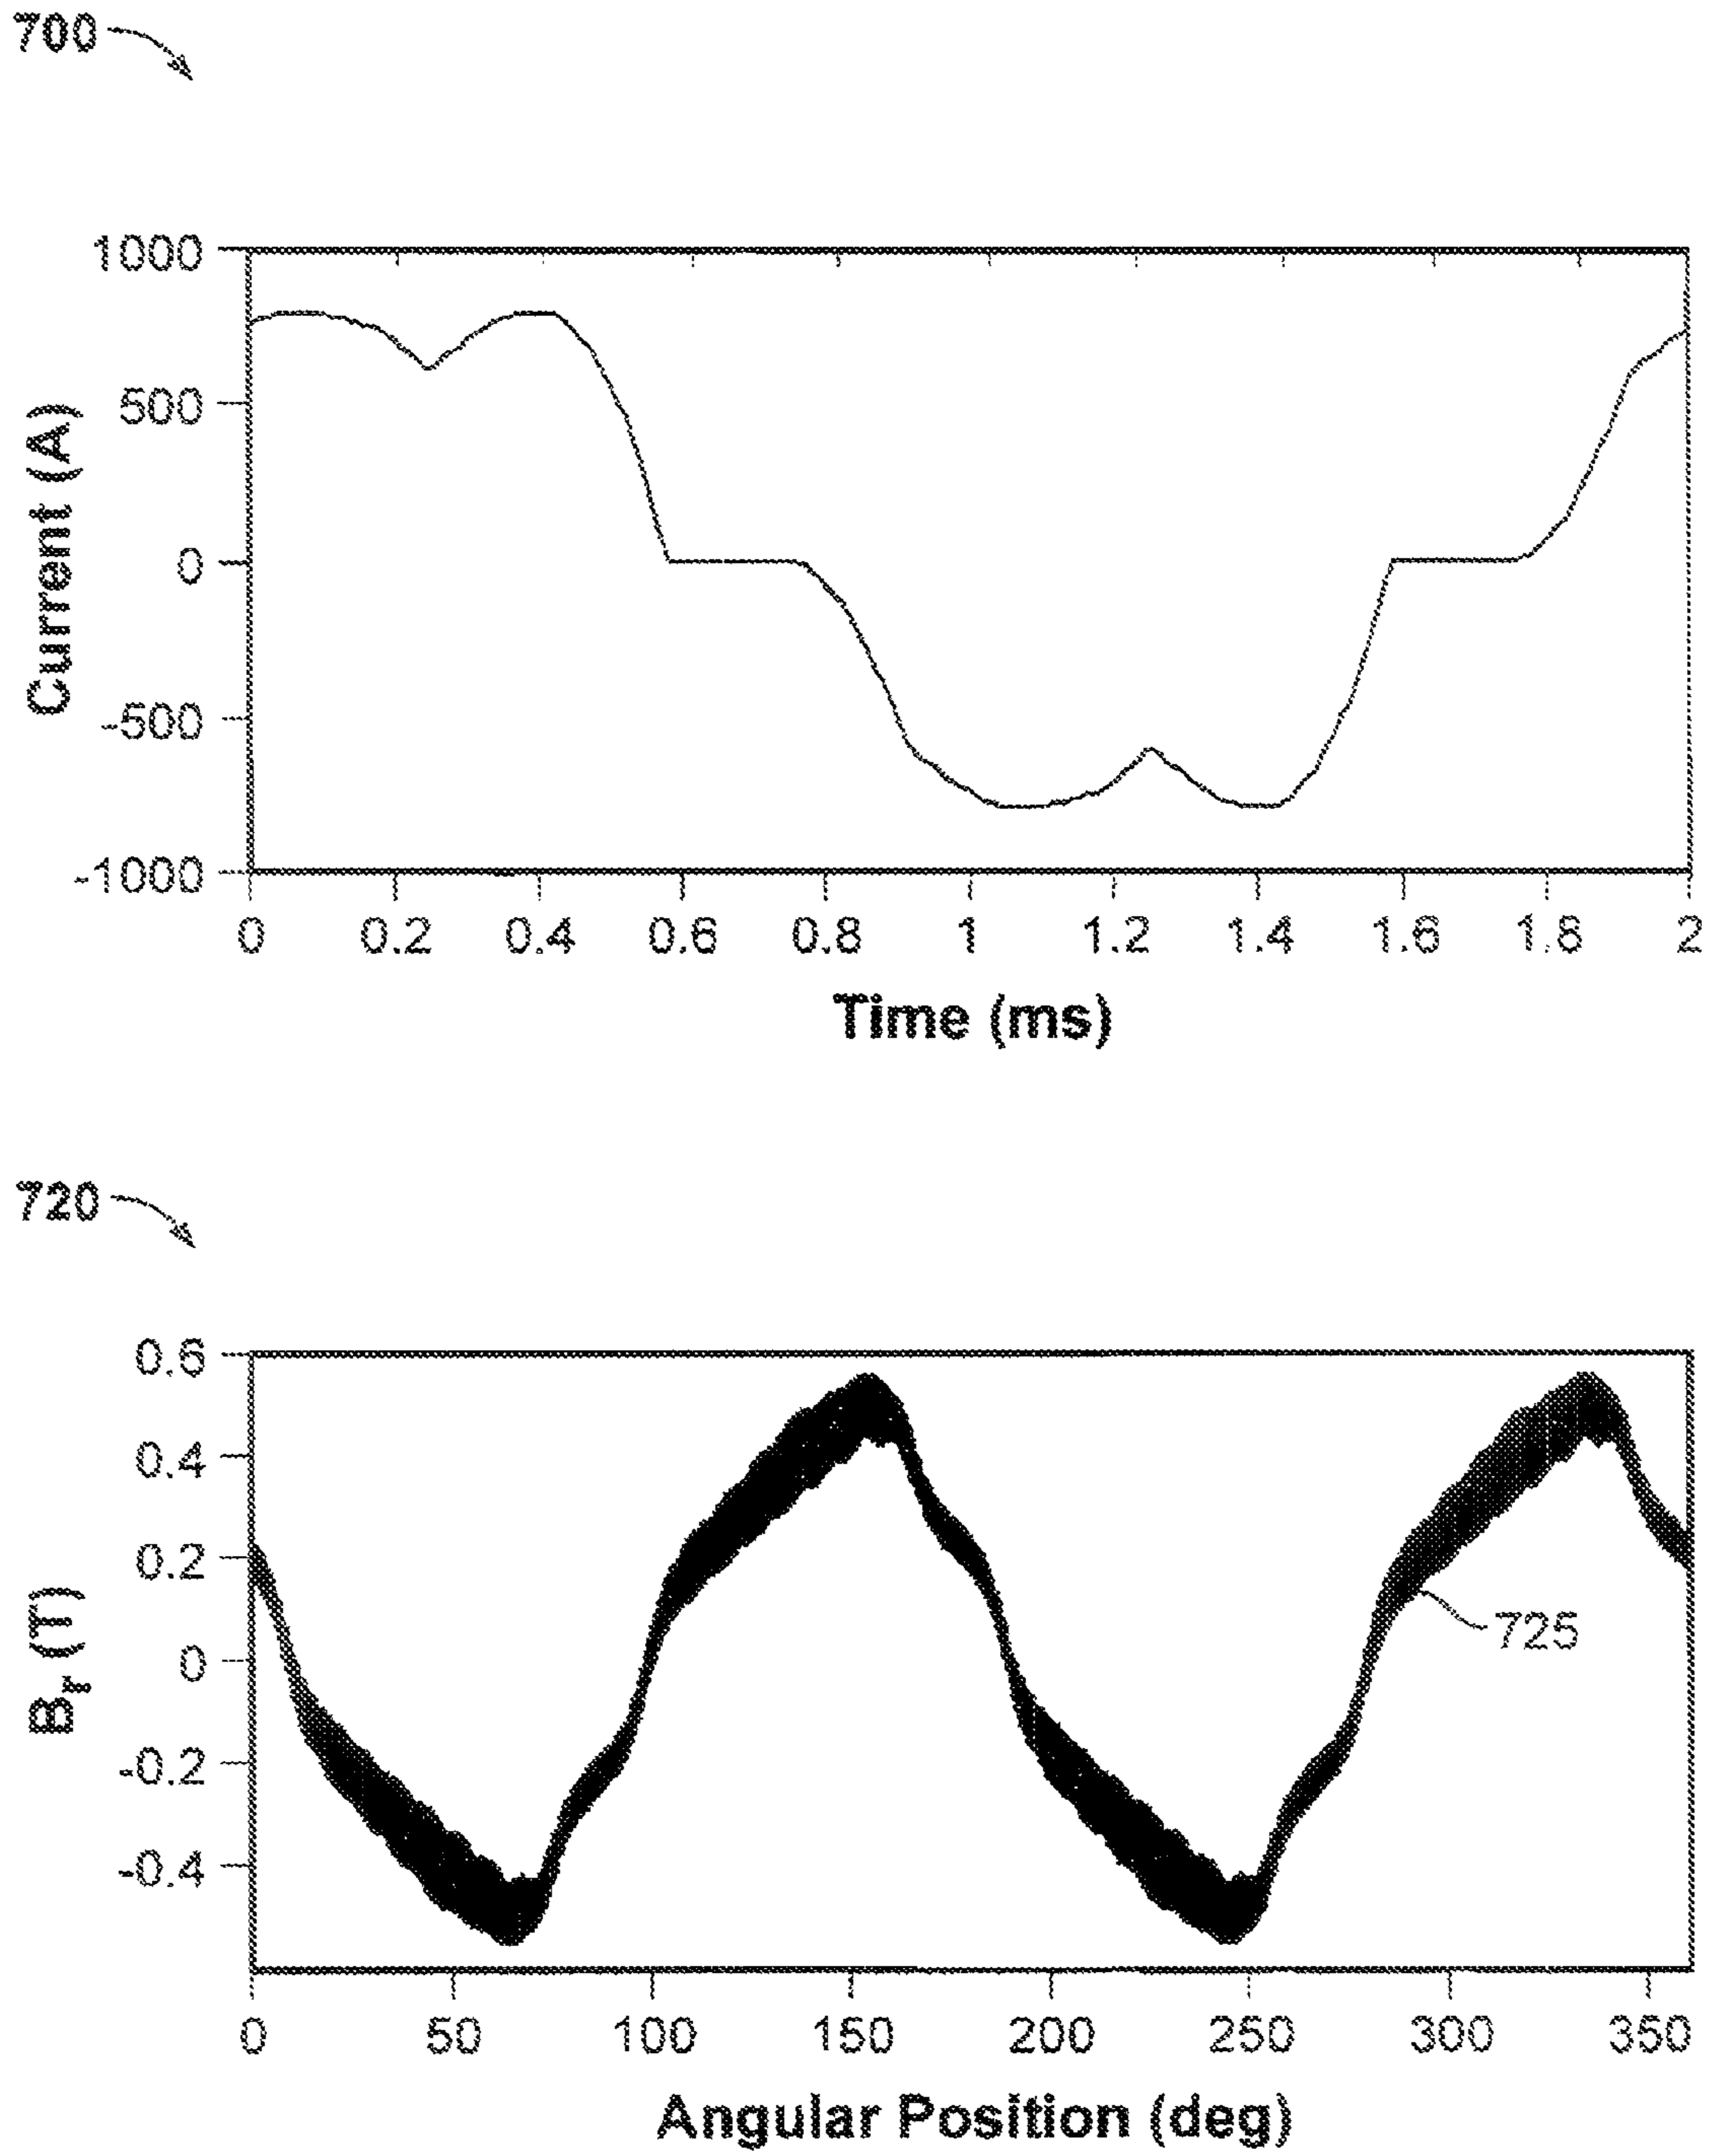 700
1000
500
0
-500
-1000
Current (A)
0 0.2 0.4 0.6 0.8 1 1.2 1.4 1.6 1.8 2
Time (ms)
720
0.6
0.4
0.2
0
-0.2
-0.4
Br (T)
725
0 50 100 150 200 250 300 350
Angular Position (deg)